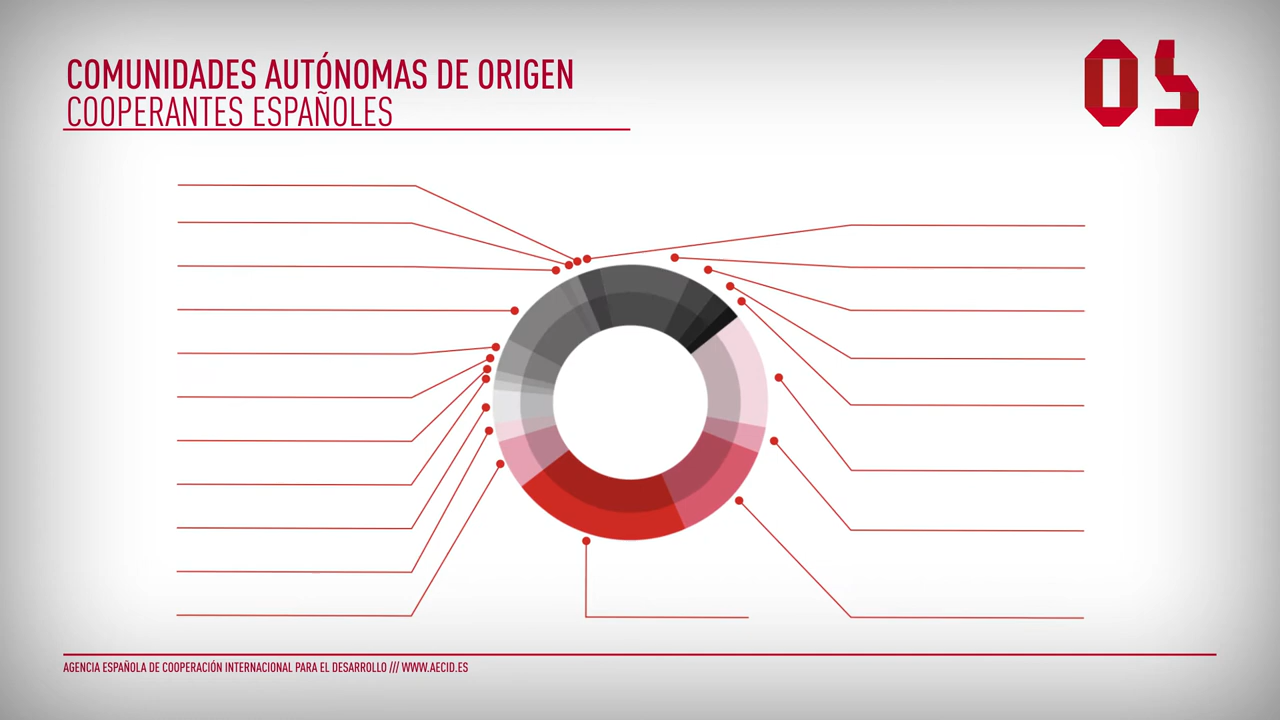 COMUNIDADES AUTÓNOMAS DE ORIGEN
COOPERANTES ESPAÑOLES
05
AGENCIA ESPAÑOLA DE COOPERACIÓN INTERNACIONAL PARA EL DESARROLLO /// WWW.AECID.ES